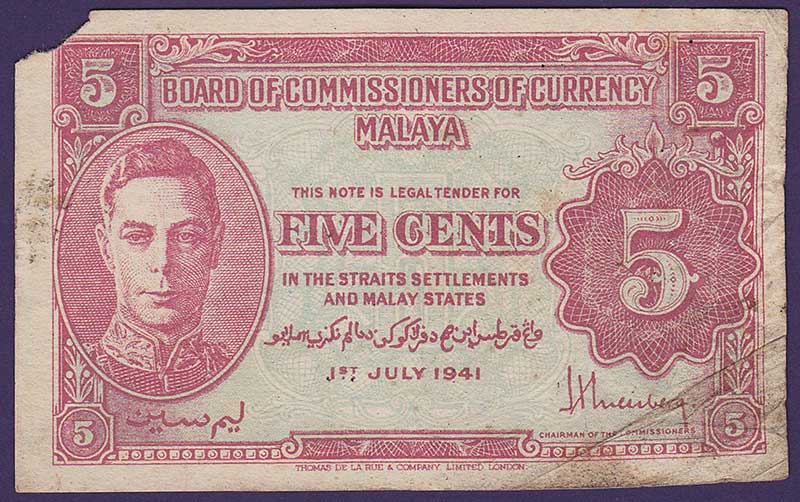 5
5
BOARD OF COMMISSIONERS OF CURRENCY
MALAYA
THIS NOTE IS LEGAL TENDER FOR
FIVE CENTS
5
IN THE STRAITS SETTLEMENTS
AND MALAY STATES
1ST JULY 1941
ليم سين
CHAIRMAN OF THE COMMISSIONERS
5
5
THOMAS DE LA RUE & COMPANY, LIMITED, LONDON.